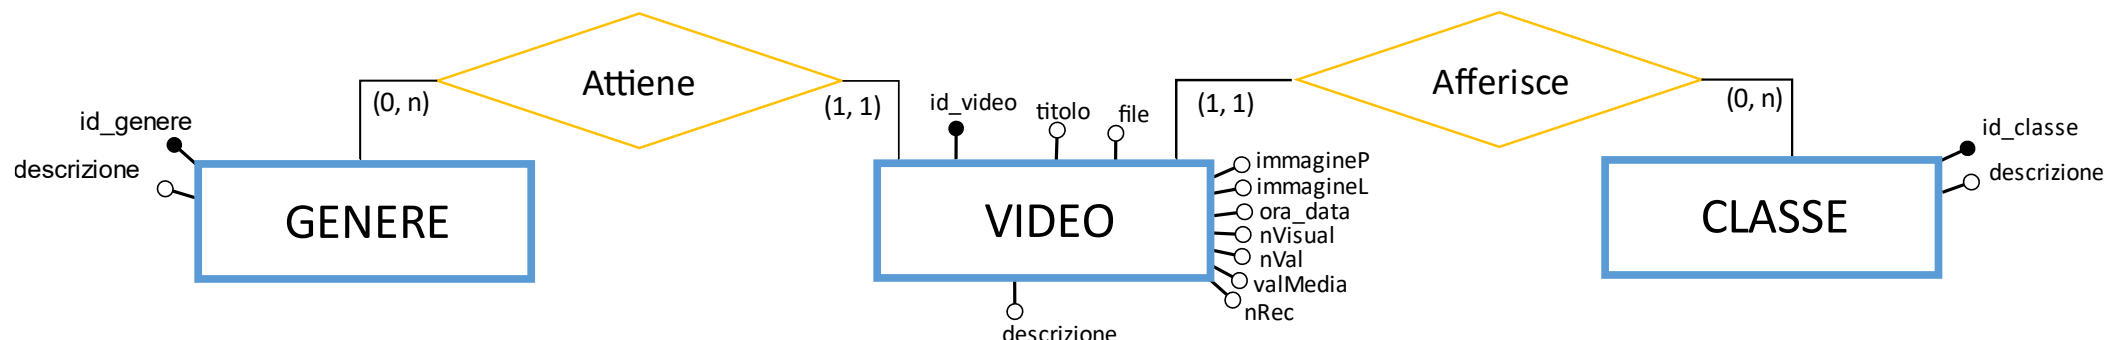 Attiene
Afferisce
(0, n)
(1, 1)
(1, 1)
(0, n)
id_video
titolo
file
id_genere
descrizione
id_classe
descrizione
immagineP
immagineL
ora_data
nVisual
nVal
valMedia
nRec
GENERE
VIDEO
CLASSE
descrizione